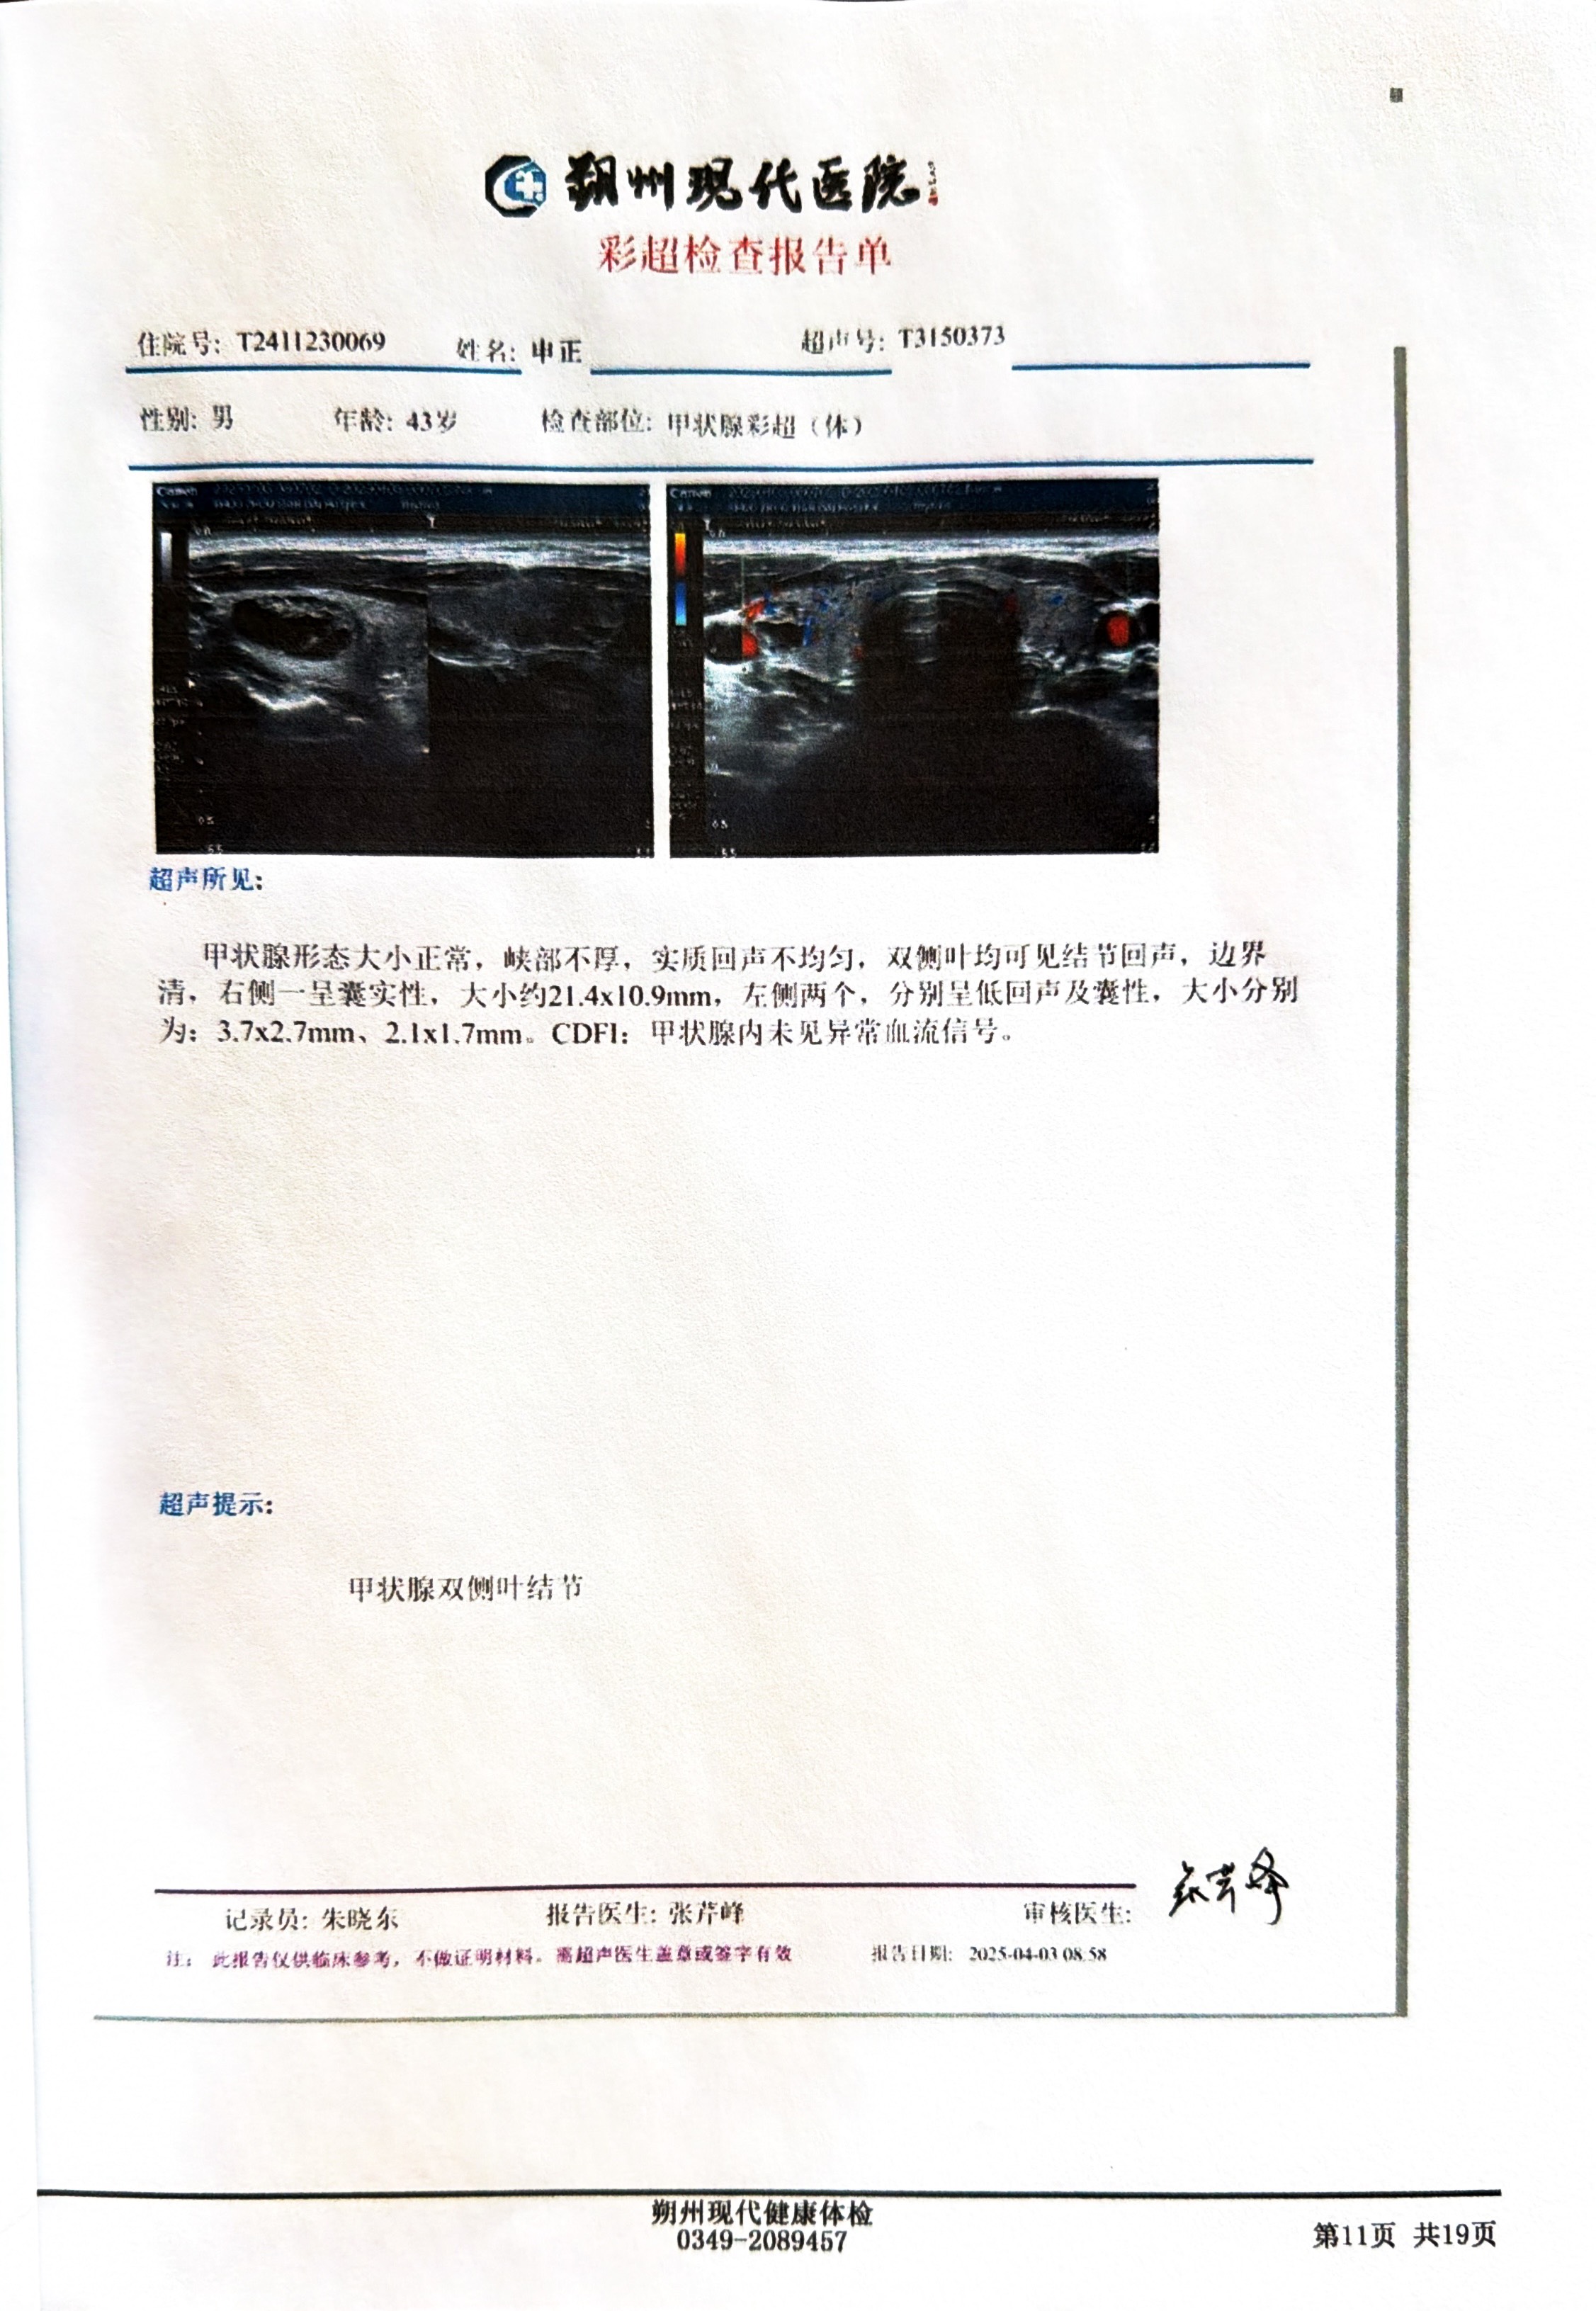 朔州现代医院
彩超检查报告单
住院号: T2411230069 姓名: 申正 超声号: T3150373
性别: 男 年龄: 43岁 检查部位: 甲状腺彩超（体）
超声所见:
甲状腺形态大小正常，峡部不厚，实质回声不均匀，双侧叶均可见结节回声，边界
清，右侧一呈囊实性，大小约21.4x10.9mm，左侧两个，分别呈低回声及囊性，大小分别
为：3.7x2.7mm、2.1x1.7mm。CDFI：甲状腺内未见异常血流信号。
超声提示:
甲状腺双侧叶结节
记录员: 朱晓东 报告医生: 张芹峰 审核医生: 张芹峰
注： 此报告仅供临床参考，不做证明材料。需超声医生盖章或签字有效 报告日期: 2025-04-03 08:58
朔州现代健康体检
0349-2089457
第11页 共19页